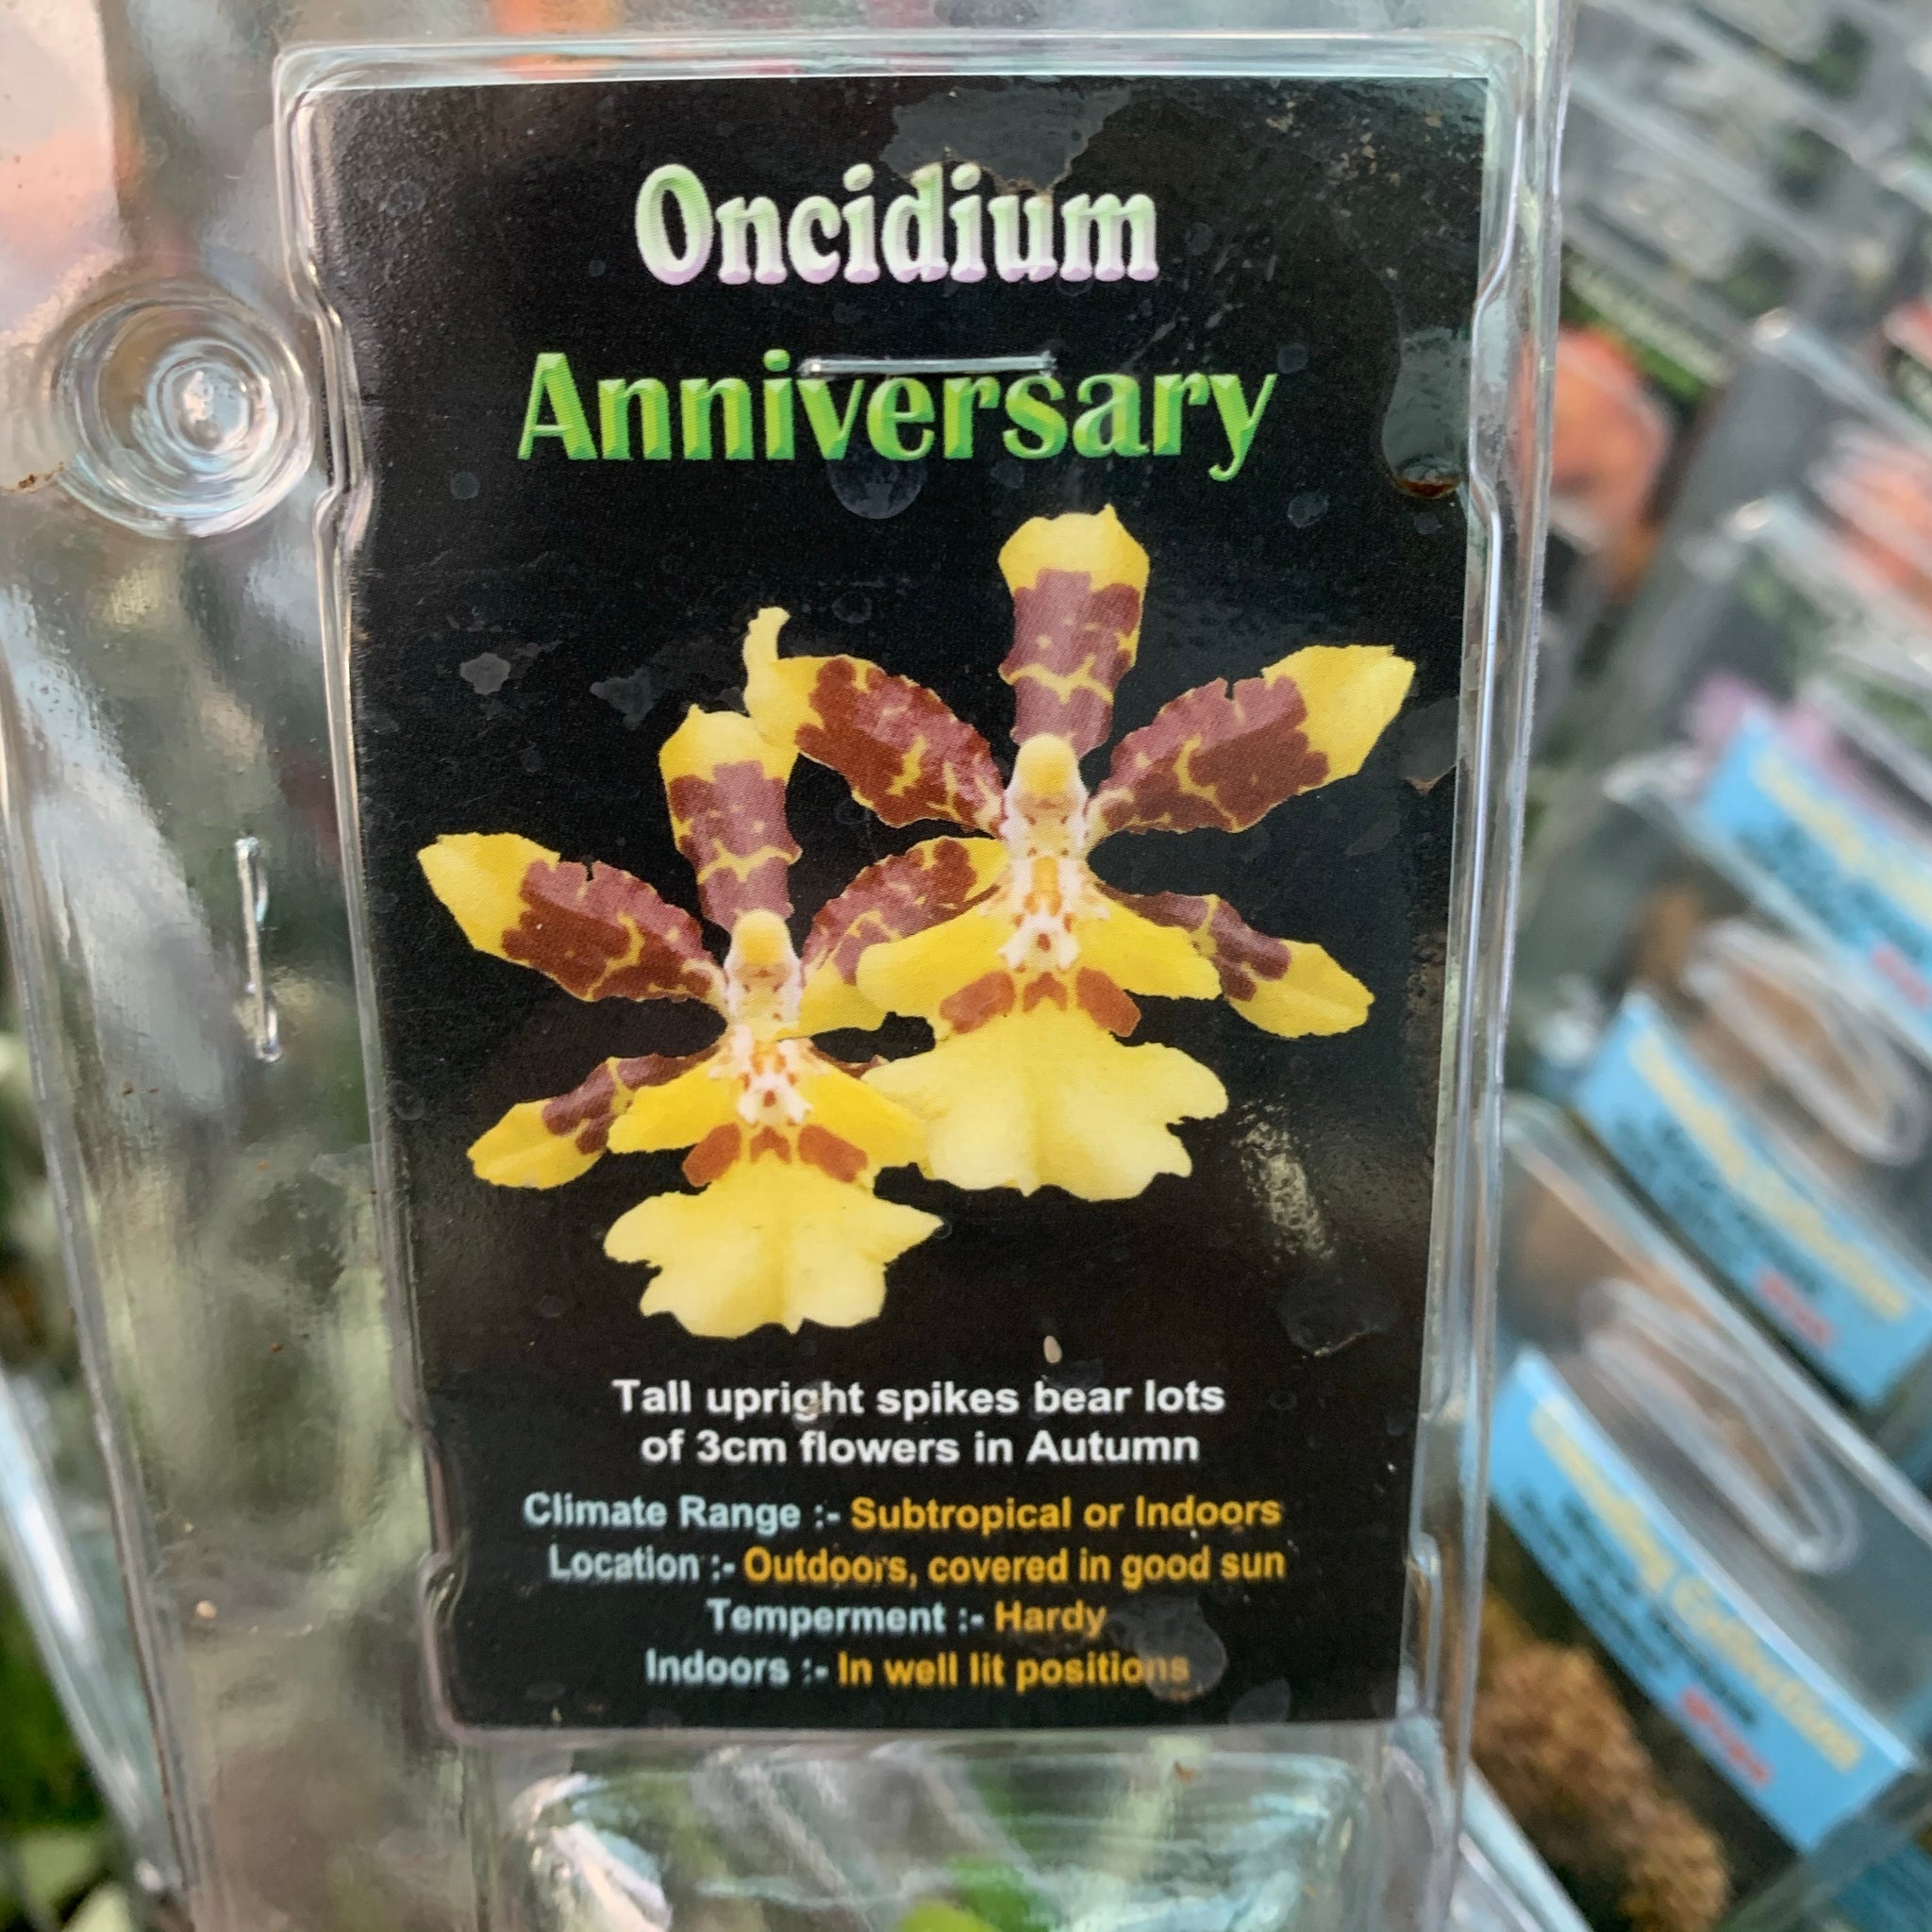 Oncidium
Anniversary
Tall upright spikes bear lots
of 3cm flowers in Autumn
Climate Range :- Subtropical or Indoors
Location :- Outdoors, covered in good sun
Temperment :- Hardy
Indoors :- In well lit positions